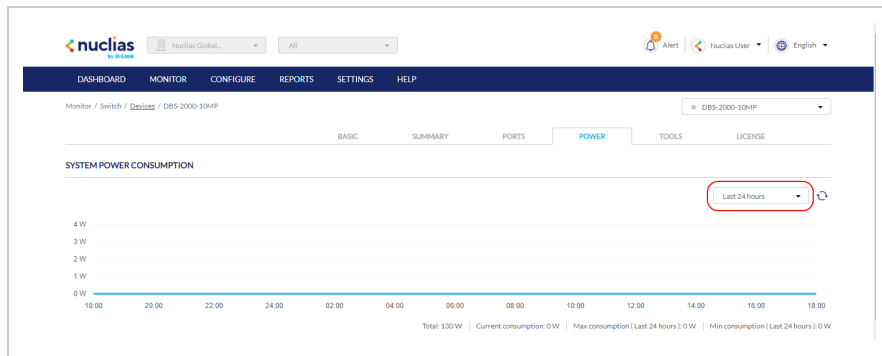 nuclias
by D-Link
Nuclias Global...
All
0
Alert
Nuclias User
English
DASHBOARD MONITOR CONFIGURE REPORTS SETTINGS HELP
Monitor / Switch / Devices / DBS-2000-10MP
DBS-2000-10MP
BASIC SUMMARY PORTS POWER TOOLS LICENSE
SYSTEM POWER CONSUMPTION
Last 24 hours
4 W
3 W
2 W
1 W
0 W
18:00 20:00 22:00 24:00 02:00 04:00 06:00 08:00 10:00 12:00 14:00 16:00 18:00
Total: 130 W | Current consumption: 0 W | Max consumption ( Last 24 hours ): 0 W | Min consumption ( Last 24 hours ): 0 W